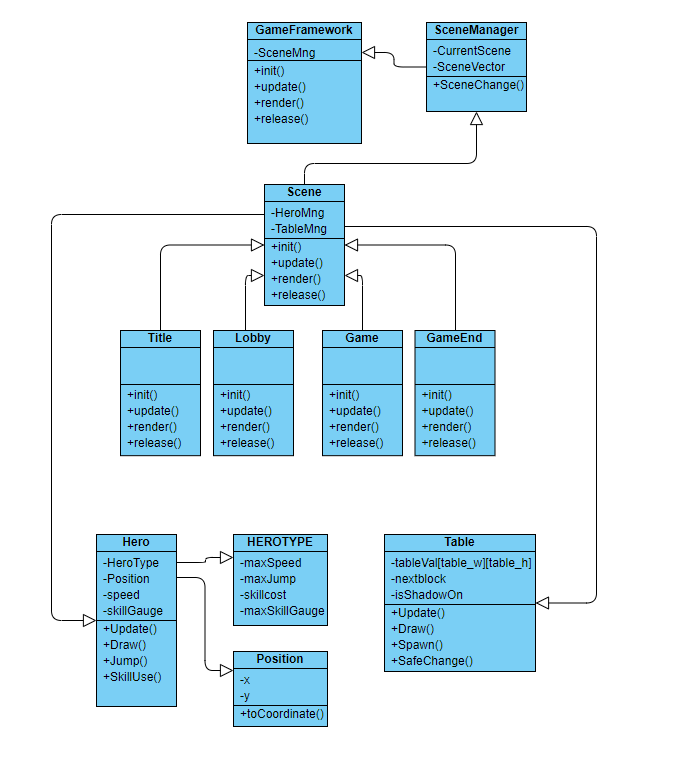 GameFramework
-SceneMng
+init()
+update()
+render()
+release()
SceneManager
-CurrentScene
-SceneVector
+SceneChange()
Scene
-HeroMng
-TableMng
+init()
+update()
+render()
+release()
Title
+init()
+update()
+render()
+release()
Lobby
+init()
+update()
+render()
+release()
Game
+init()
+update()
+render()
+release()
GameEnd
+init()
+update()
+render()
+release()
Hero
-HeroType
-Position
-speed
-skillGauge
+Update()
+Draw()
+Jump()
+SkillUse()
HEROTYPE
-maxSpeed
-maxJump
-skillcost
-maxSkillGauge
Position
-x
-y
+toCoordinate()
Table
-tableVal[table_w][table_h]
-nextblock
-isShadowOn
+Update()
+Draw()
+Spawn()
+SafeChange()